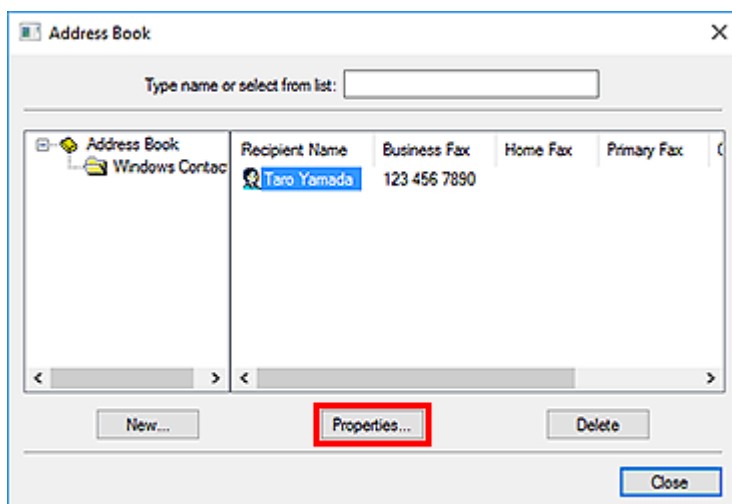 Address Book
Type name or select from list:
Address Book
Windows Contac
Recipient Name Business Fax Home Fax Primary Fax
Taro Yamada 123 456 7890
New... Properties... Delete
Close